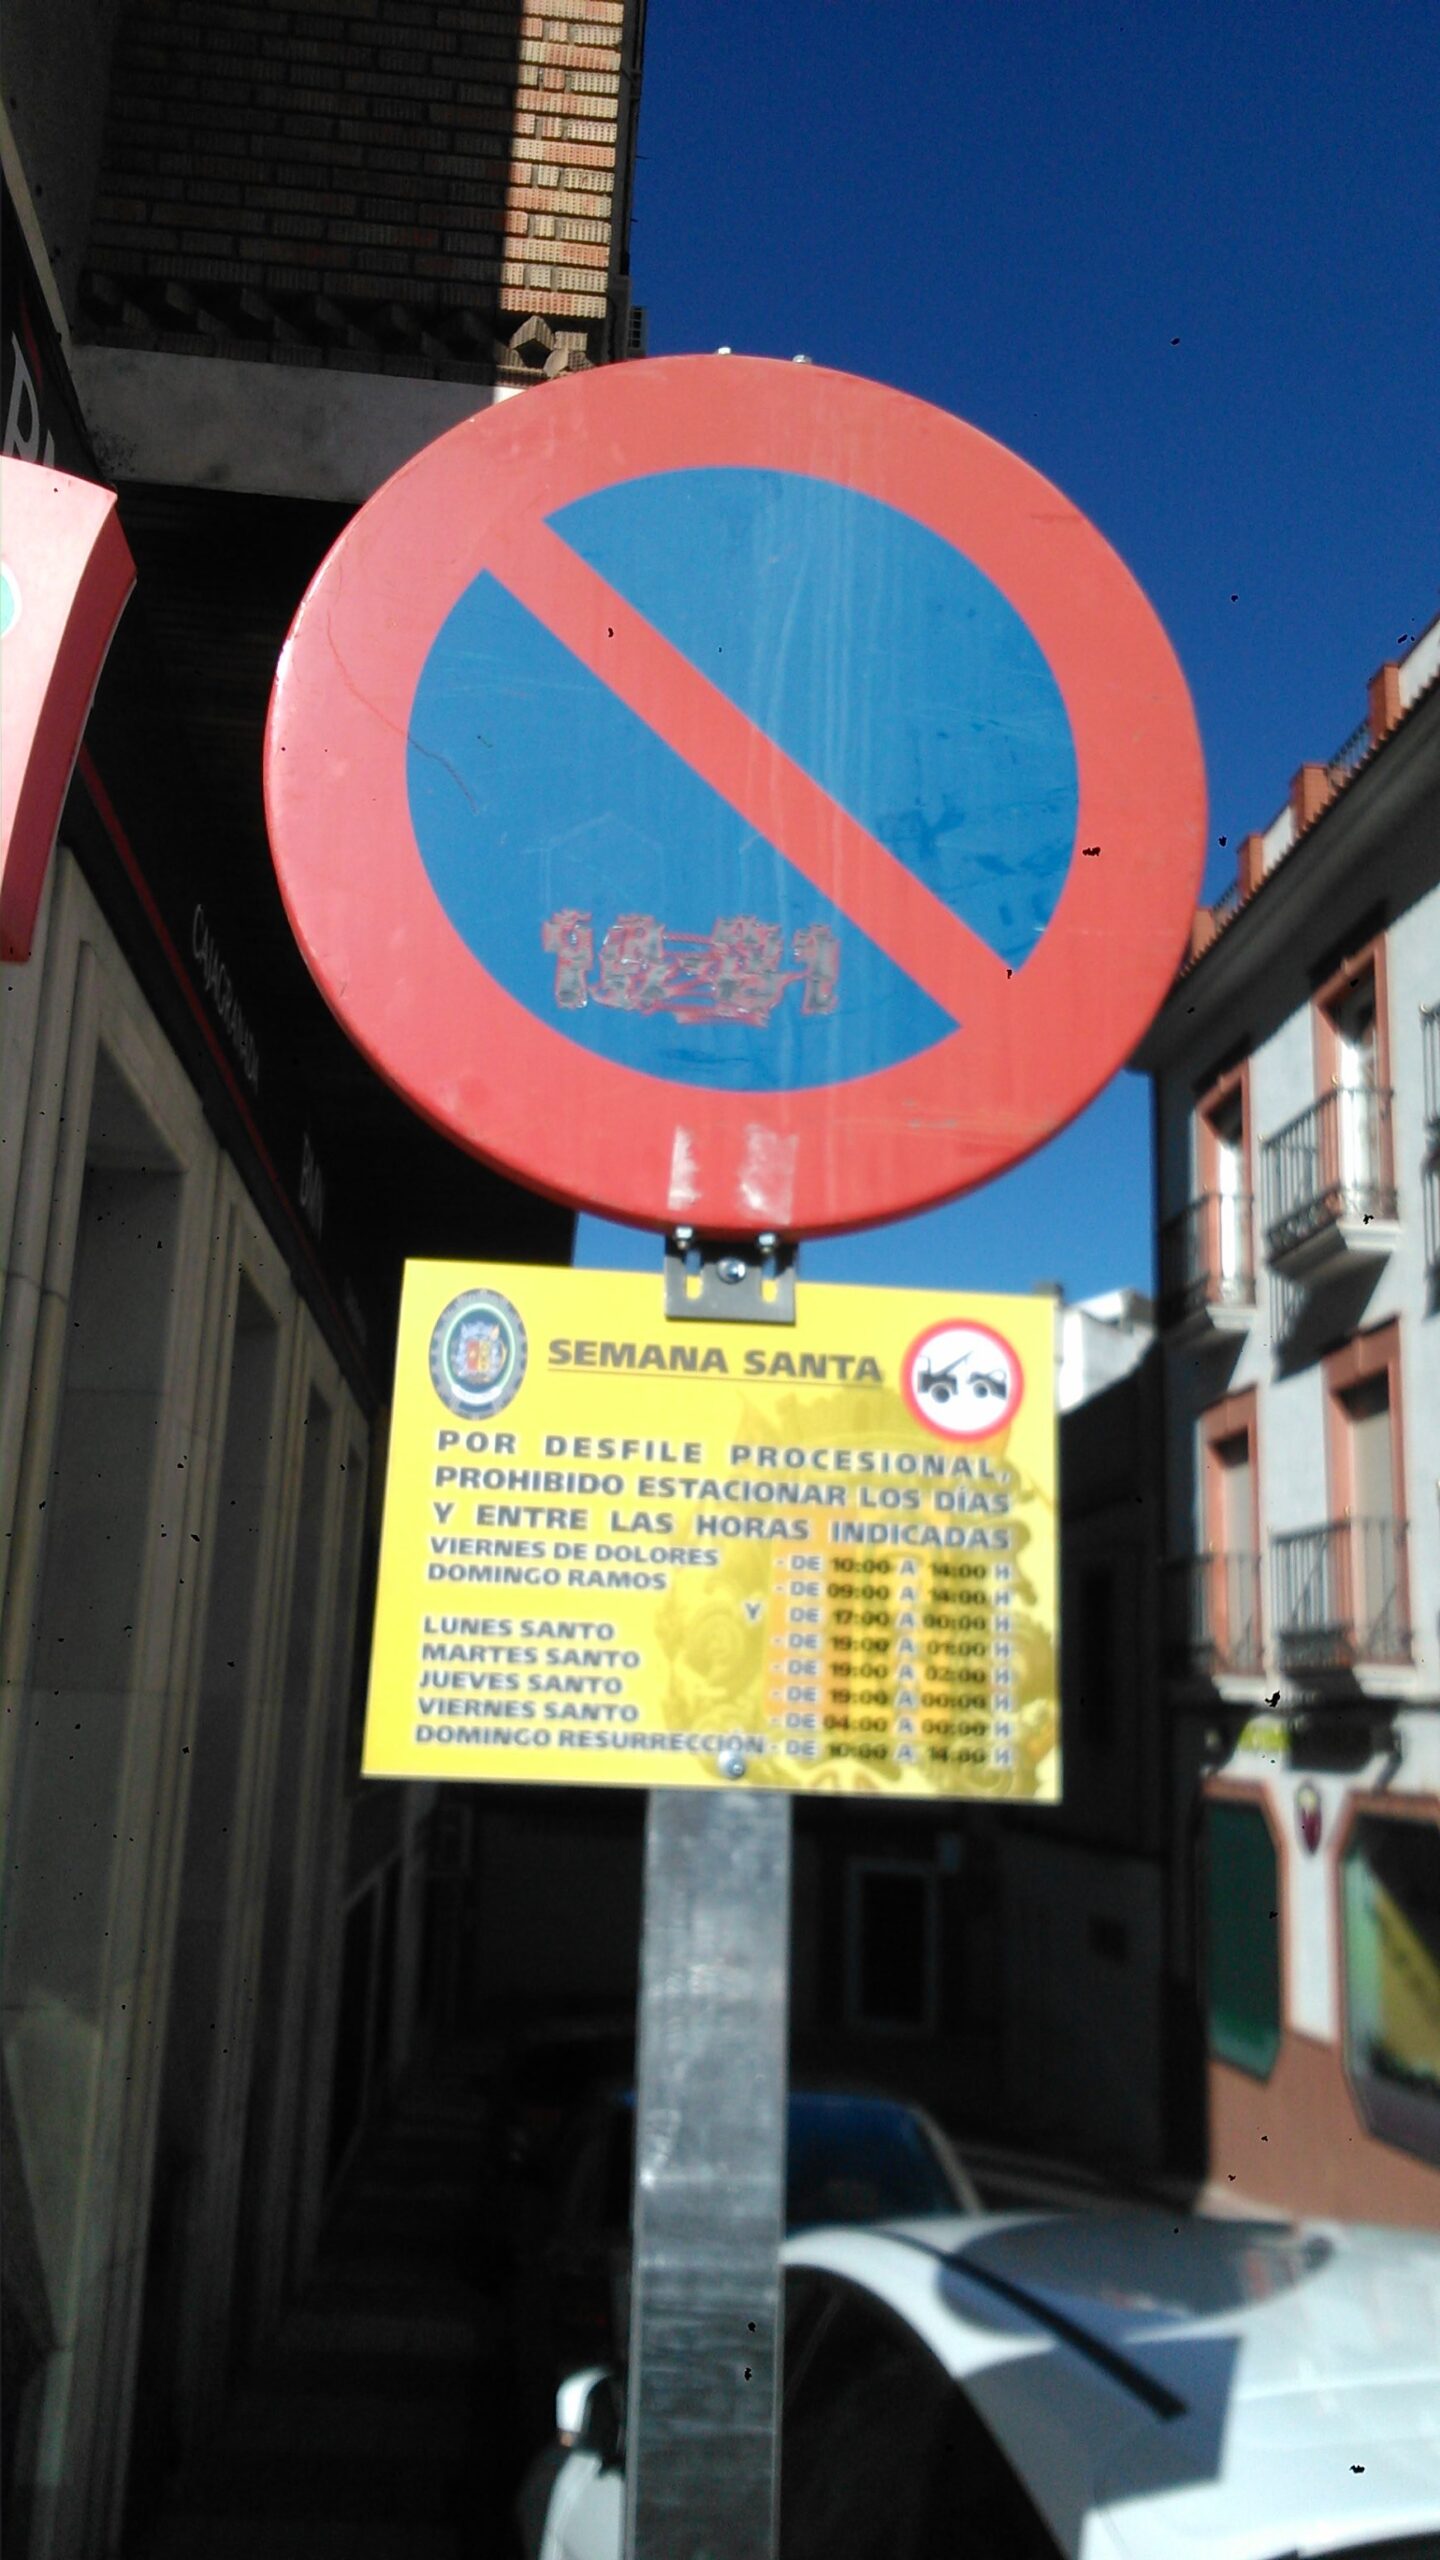 CAJAGRANADA
BMN
SEMANA SANTA
POR DESFILE PROCESIONAL,
PROHIBIDO ESTACIONAR LOS DÍAS
Y ENTRE LAS HORAS INDICADAS
VIERNES DE DOLORES - DE 10:00 A 14:00 H
DOMINGO RAMOS - DE 09:00 A 14:00 H
Y DE 17:00 A 00:00 H
LUNES SANTO - DE 19:00 A 01:00 H
MARTES SANTO - DE 19:00 A 02:00 H
JUEVES SANTO - DE 19:00 A 00:00 H
VIERNES SANTO - DE 04:00 A 00:00 H
DOMINGO RESURRECCIÓN - DE 10:00 A 14:00 H